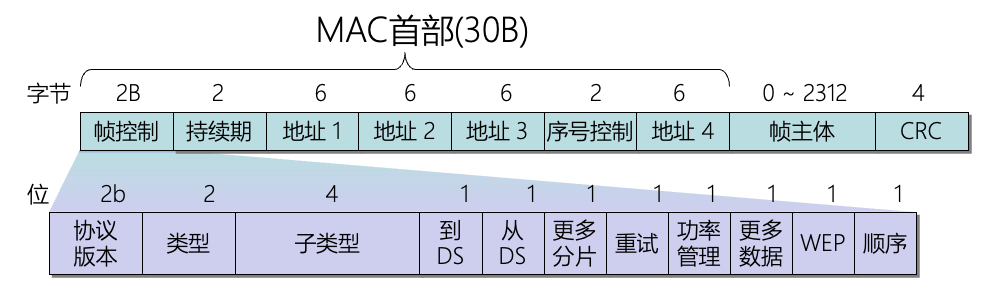 MAC首部(30B)
字节 2B 2 6 6 6 2 6 0 ~ 2312 4
帧控制 持续期 地址 1 地址 2 地址 3 序号控制 地址 4 帧主体 CRC
位 2b 2 4 1 1 1 1 1 1 1 1
协议 到 从 更多 功率 更多
类型 子类型 重试 WEP 顺序
版本 DS DS 分片 管理 数据